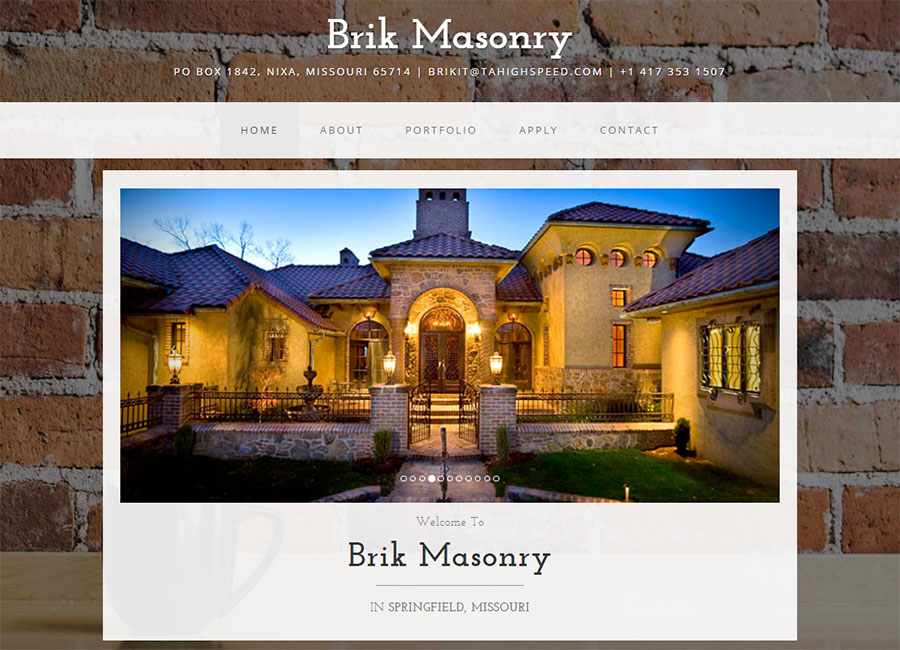 Brik Masonry
PO BOX 1842, NIXA, MISSOURI 65714 | BRIKIT@TAHIGHSPEED.COM | +1 417 353 1507
HOME ABOUT PORTFOLIO APPLY CONTACT
Welcome To
Brik Masonry
IN SPRINGFIELD, MISSOURI